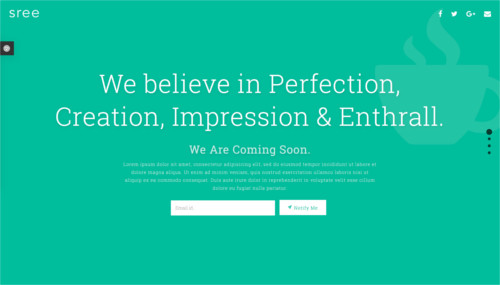 sree
We believe in Perfection,
Creation, Impression & Enthrall.
We Are Coming Soon.
Lorem ipsum dolor sit amet, consectetur adipisicing elit, sed do eiusmod tempor incididunt ut labore et
dolore magna aliqua. Ut enim ad minim veniam, quis nostrud exercitation ullamco laboris nisi ut
aliquip ex ea commodo consequat. Duis aute irure dolor in reprehenderit in voluptate velit esse cillum
dolore eu fugiat nulla pariatur.
Email id
Notify Me